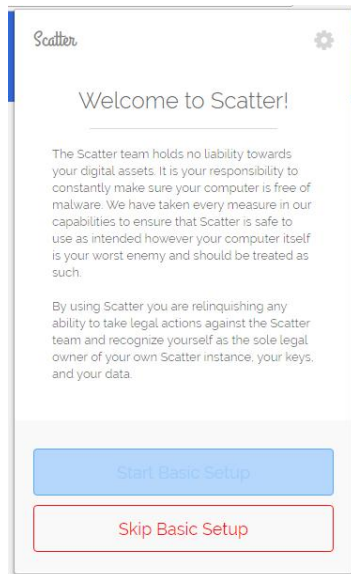 Scatter
Welcome to Scatter!
The Scatter team holds no liability towards
your digital assets. It is your responsibility to
constantly make sure your computer is free of
malware. We have taken every measure in our
capabilities to ensure that Scatter is safe to
use as intended however your computer itself
is your worst enemy and should be treated as
such.
By using Scatter you are relinquishing any
ability to take legal actions against the Scatter
team and recognize yourself as the sole legal
owner of your own Scatter instance, your keys,
and your data.
Start Basic Setup
Skip Basic Setup